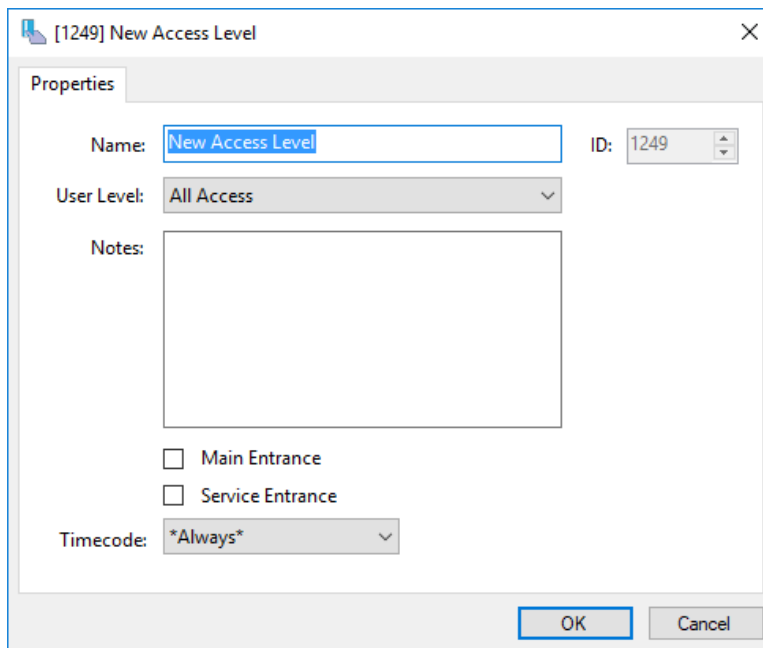 [1249] New Access Level
Properties
Name: New Access Level ID: 1249
User Level: All Access
Notes:
Main Entrance
Service Entrance
Timecode: *Always*
OK Cancel